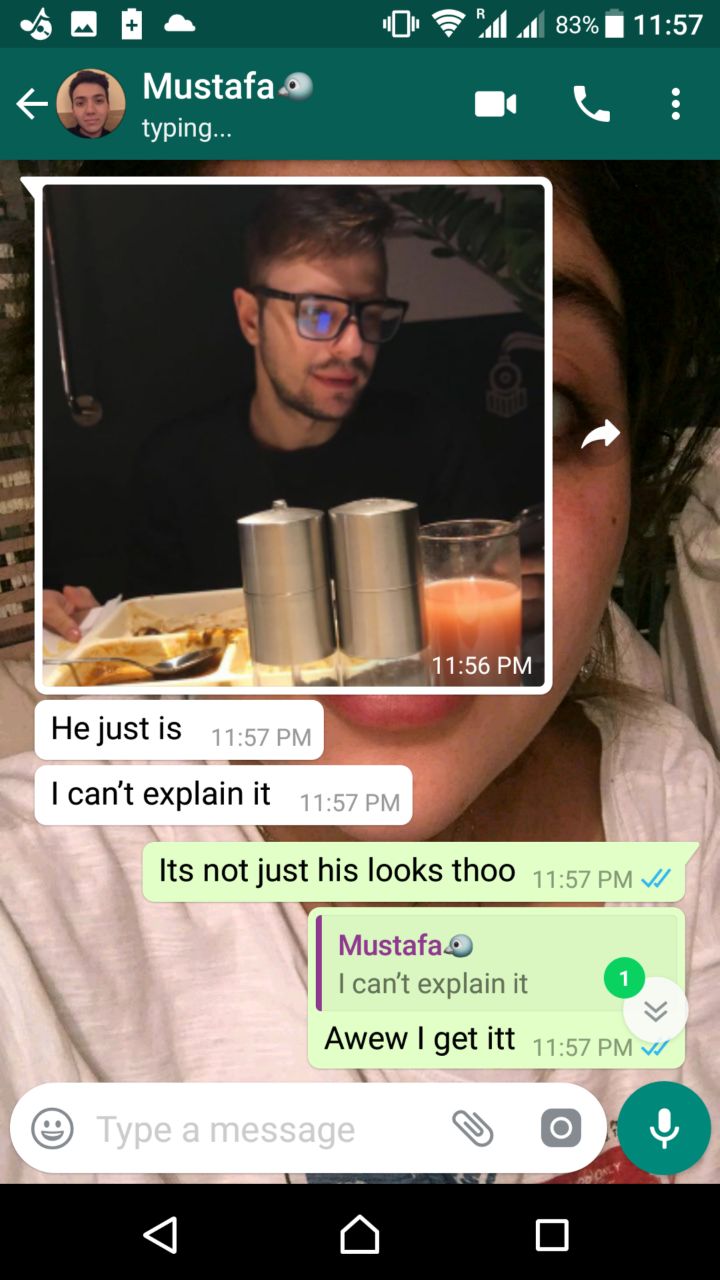 R 83% 11:57
Mustafa🐦
typing...
11:56 PM
He just is 11:57 PM
I can't explain it 11:57 PM
Its not just his looks thoo 11:57 PM
Mustafa🐦
I can't explain it
1
Awew I get itt 11:57 PM
Type a message
ONLY